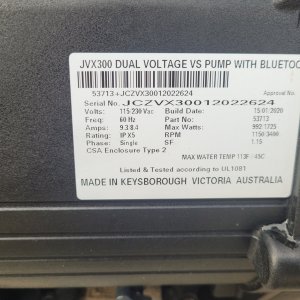 JVX300 DUAL VOLTAGE VS PUMP WITH BLUETOO
53713+JCZVX30012022624
Approval No.
Serial No. JCZVX30012022624
Volts: 115-230 Vac Build Date 15.01.2020
Freq: 60 Hz Part No: 53713
Amps: 9.3 8.4 Max Watts: 992.1725
Rating: IPX5 RPM 1150-3400
Phase: Single SF 1.15
CSA Enclosure Type 2
MAX WATER TEMP 113F / 45C
Listed & Tested according to UL1081
MADE IN KEYSBOROUGH VICTORIA AUSTRALIA